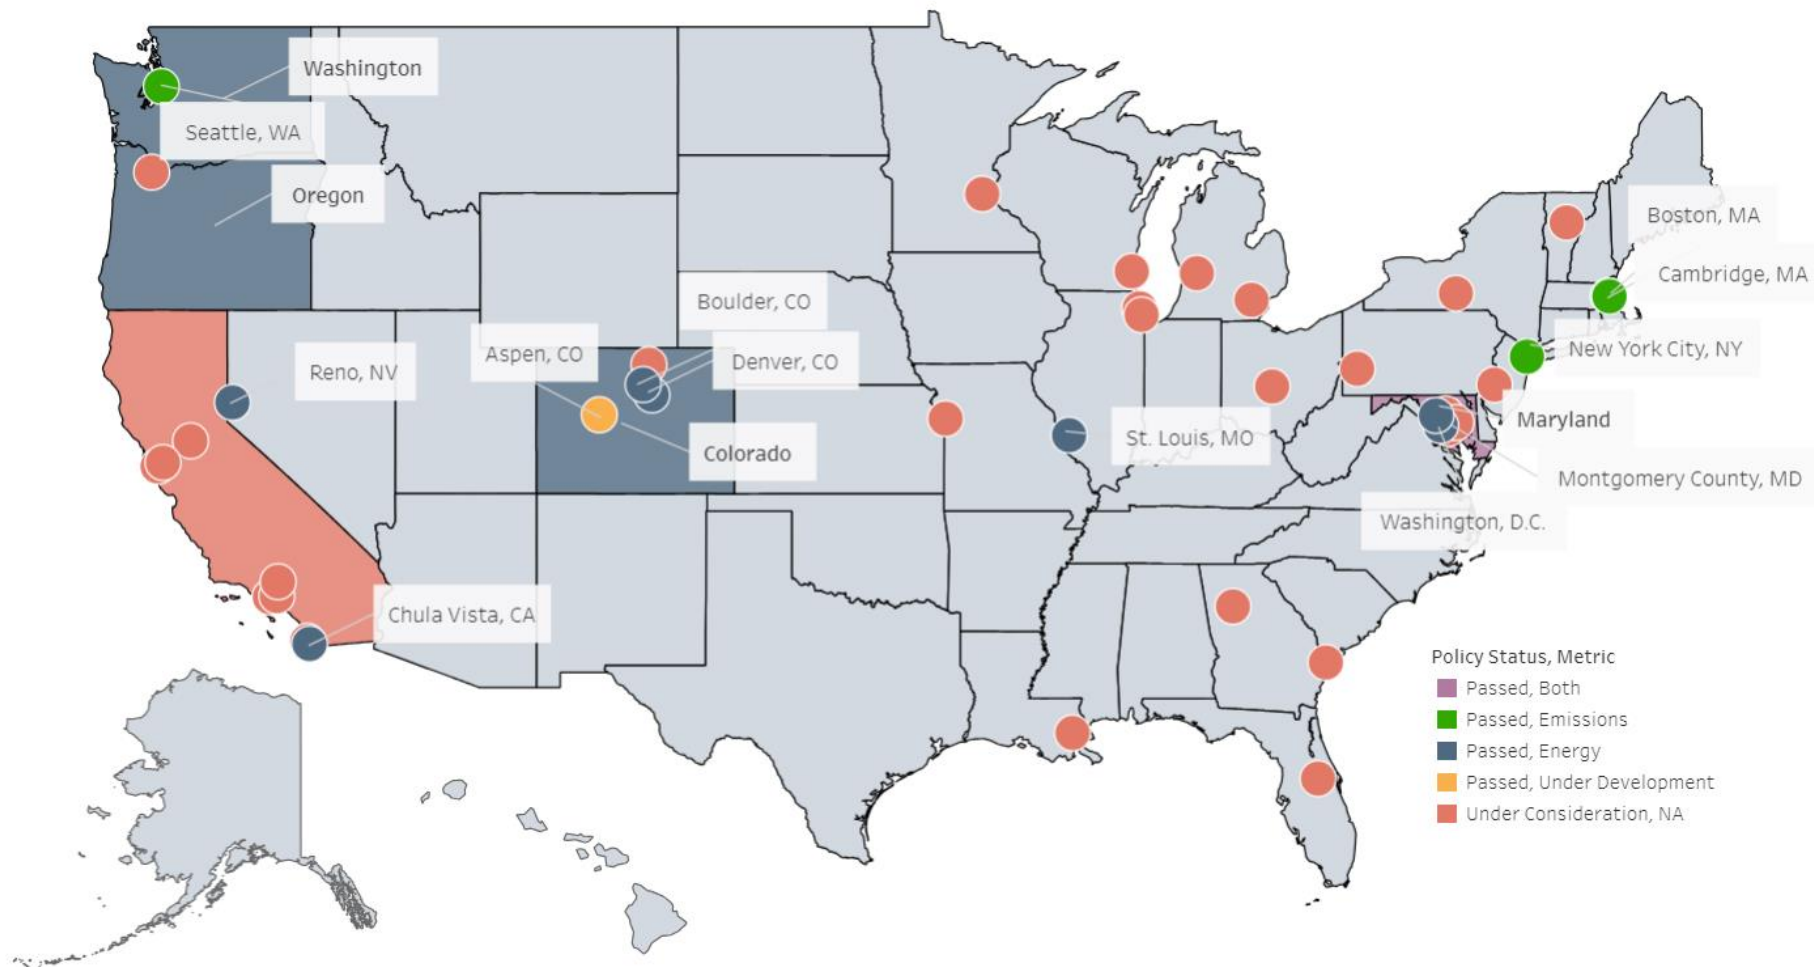 Washington
Seattle, WA
Oregon
Boston, MA
Cambridge, MA
Boulder, CO
Aspen, CO
Denver, CO
New York City, NY
Reno, NV
Maryland
St. Louis, MO
Colorado
Montgomery County, MD
Washington, D.C.
Chula Vista, CA
Policy Status, Metric
Passed, Both
Passed, Emissions
Passed, Energy
Passed, Under Development
Under Consideration, NA